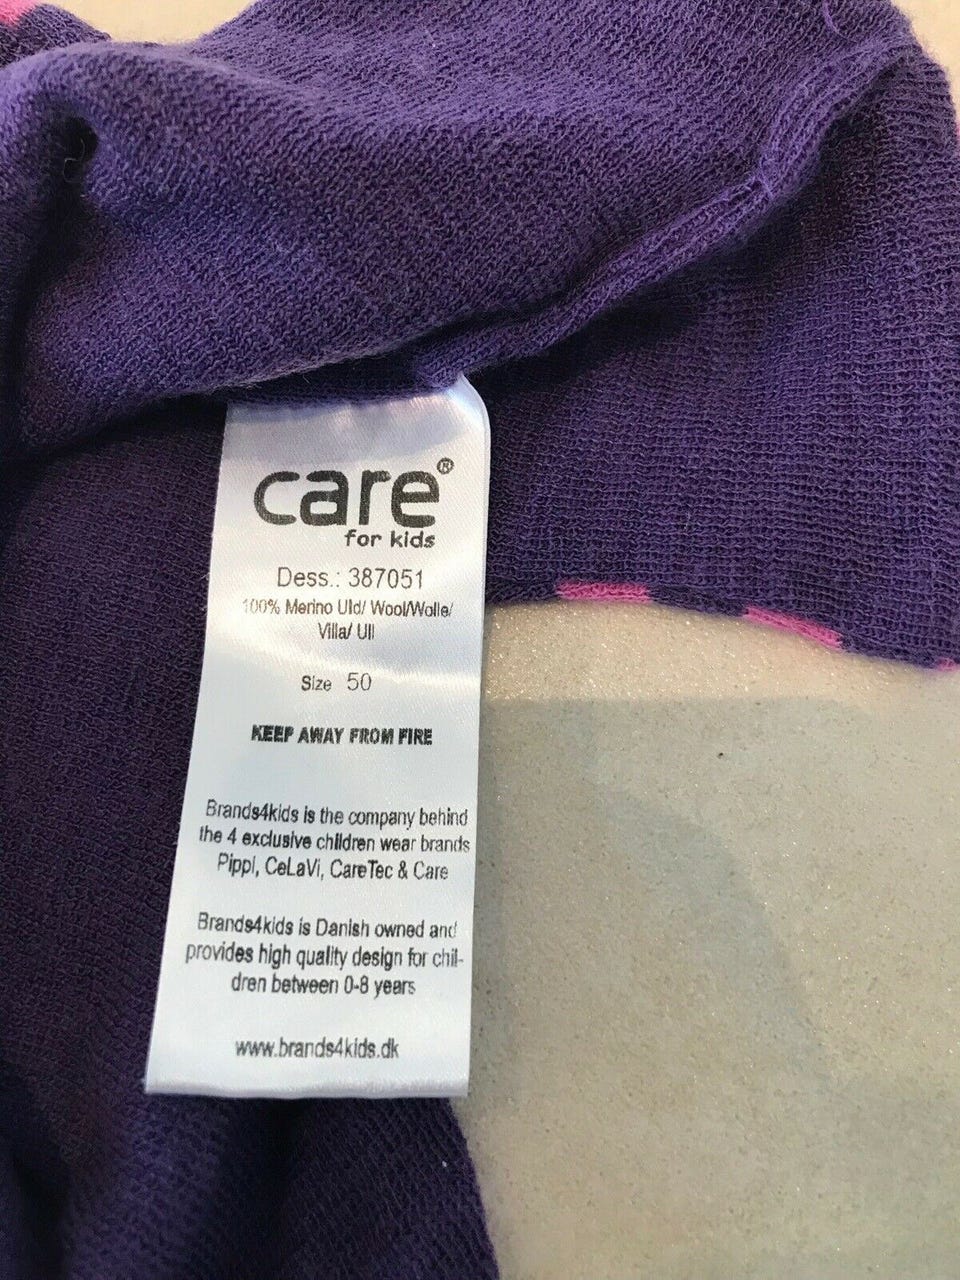 care®
for kids
Dess.: 387051
100% Merino Uld/ Wool/Wolle/
Villa/ Ull
Size 50
KEEP AWAY FROM FIRE
Brands4kids is the company behind
the 4 exclusive children wear brands
Pippi, CeLaVi, CareTec & Care
Brands4kids is Danish owned and
provides high quality design for chil-
dren between 0-8 years
www.brands4kids.dk